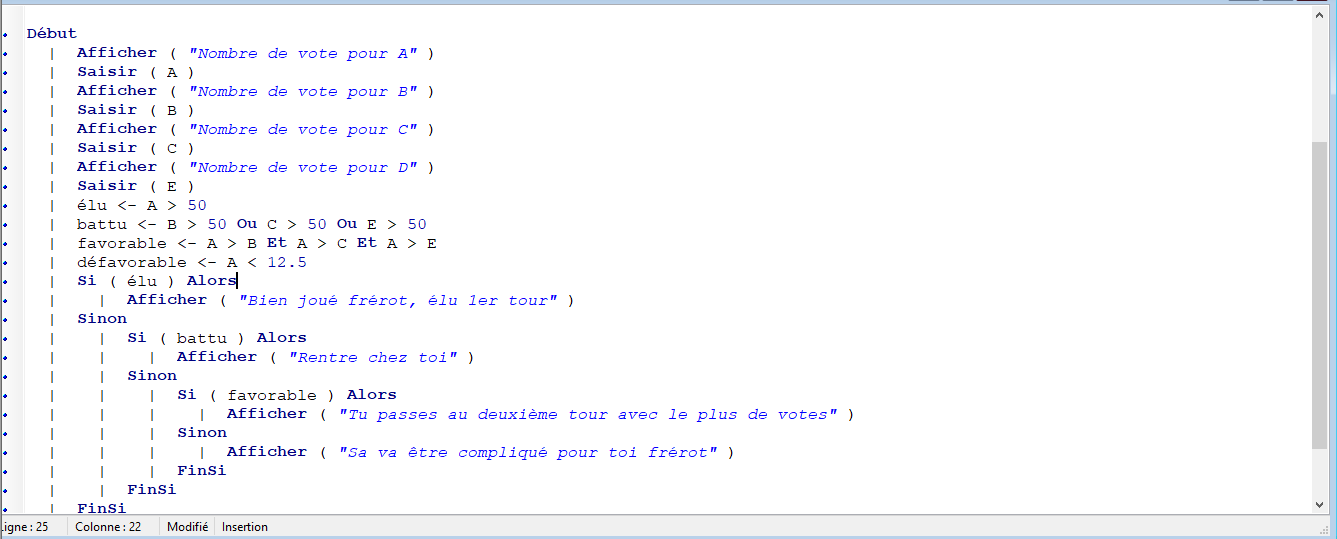 Début
Afficher ( "Nombre de vote pour A" )
Saisir ( A )
Afficher ( "Nombre de vote pour B" )
Saisir ( B )
Afficher ( "Nombre de vote pour C" )
Saisir ( C )
Afficher ( "Nombre de vote pour D" )
Saisir ( E )
élu <- A > 50
battu <- B > 50 Ou C > 50 Ou E > 50
favorable <- A > B Et A > C Et A > E
défavorable <- A < 12.5
Si ( élu ) Alors
Afficher ( "Bien joué frérot, élu 1er tour" )
Sinon
Si ( battu ) Alors
Afficher ( "Rentre chez toi" )
Sinon
Si ( favorable ) Alors
Afficher ( "Tu passes au deuxième tour avec le plus de votes" )
Sinon
Afficher ( "Sa va être compliqué pour toi frérot" )
FinSi
FinSi
FinSi
igne : 25 Colonne : 22 Modifié Insertion